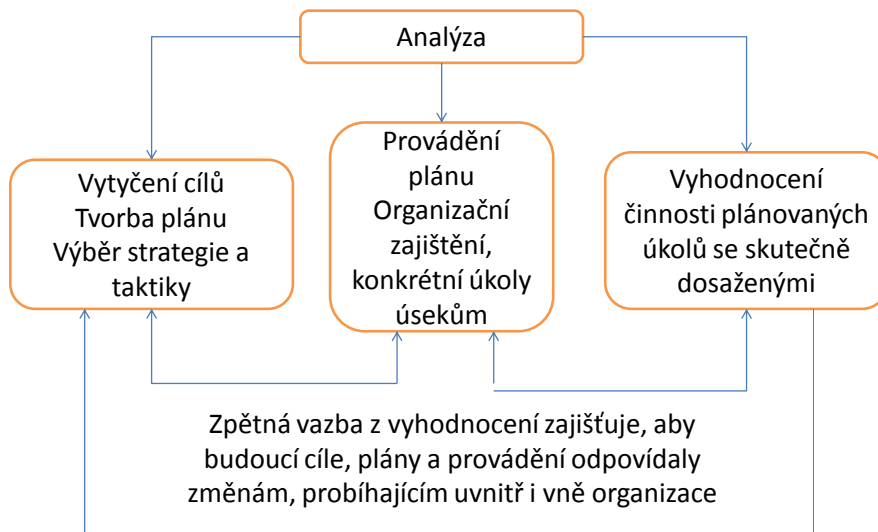 Analýza
Vytyčení cílů
Tvorba plánu
Výběr strategie a
taktiky
Provádění
plánu
Organizační
zajištění,
konkrétní úkoly
úsekům
Vyhodnocení
činnosti plánovaných
úkolů se skutečně
dosaženými
Zpětná vazba z vyhodnocení zajišťuje, aby
budoucí cíle, plány a provádění odpovídaly
změnám, probíhajícím uvnitř i vně organizace